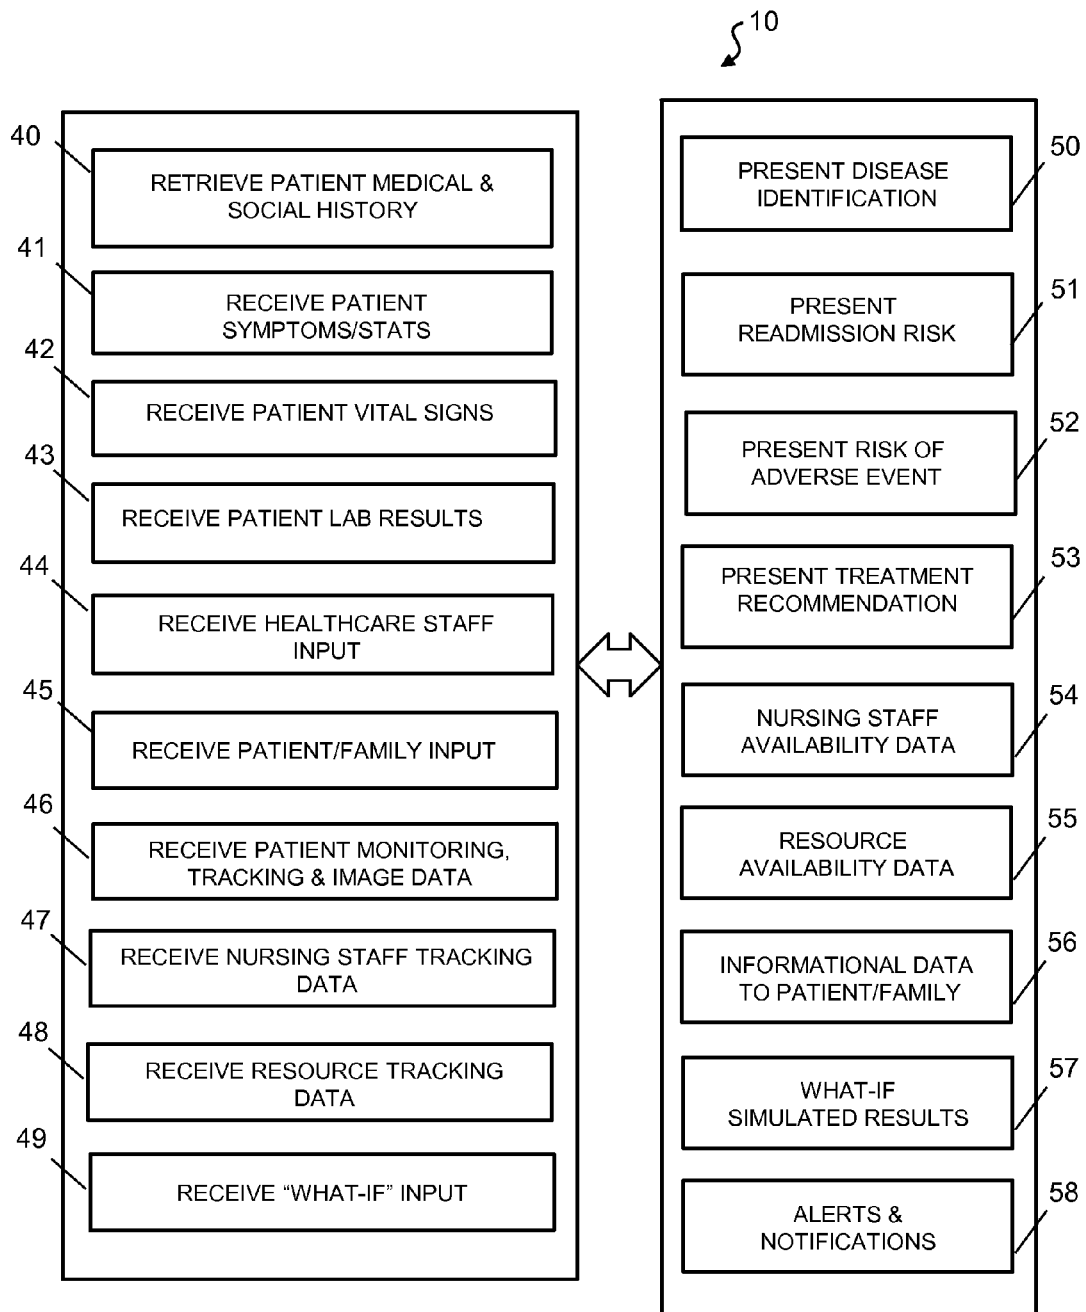 10
40
RETRIEVE PATIENT MEDICAL &
SOCIAL HISTORY
41
RECEIVE PATIENT
SYMPTOMS/STATS
42
RECEIVE PATIENT VITAL SIGNS
43
RECEIVE PATIENT LAB RESULTS
44
RECEIVE HEALTHCARE STAFF
INPUT
45
RECEIVE PATIENT/FAMILY INPUT
46
RECEIVE PATIENT MONITORING,
TRACKING & IMAGE DATA
47
RECEIVE NURSING STAFF TRACKING
DATA
48
RECEIVE RESOURCE TRACKING
DATA
49
RECEIVE “WHAT-IF” INPUT
50
PRESENT DISEASE
IDENTIFICATION
51
PRESENT
READMISSION RISK
52
PRESENT RISK OF
ADVERSE EVENT
53
PRESENT TREATMENT
RECOMMENDATION
54
NURSING STAFF
AVAILABILITY DATA
55
RESOURCE
AVAILABILITY DATA
56
INFORMATIONAL DATA
TO PATIENT/FAMILY
57
WHAT-IF
SIMULATED RESULTS
58
ALERTS &
NOTIFICATIONS